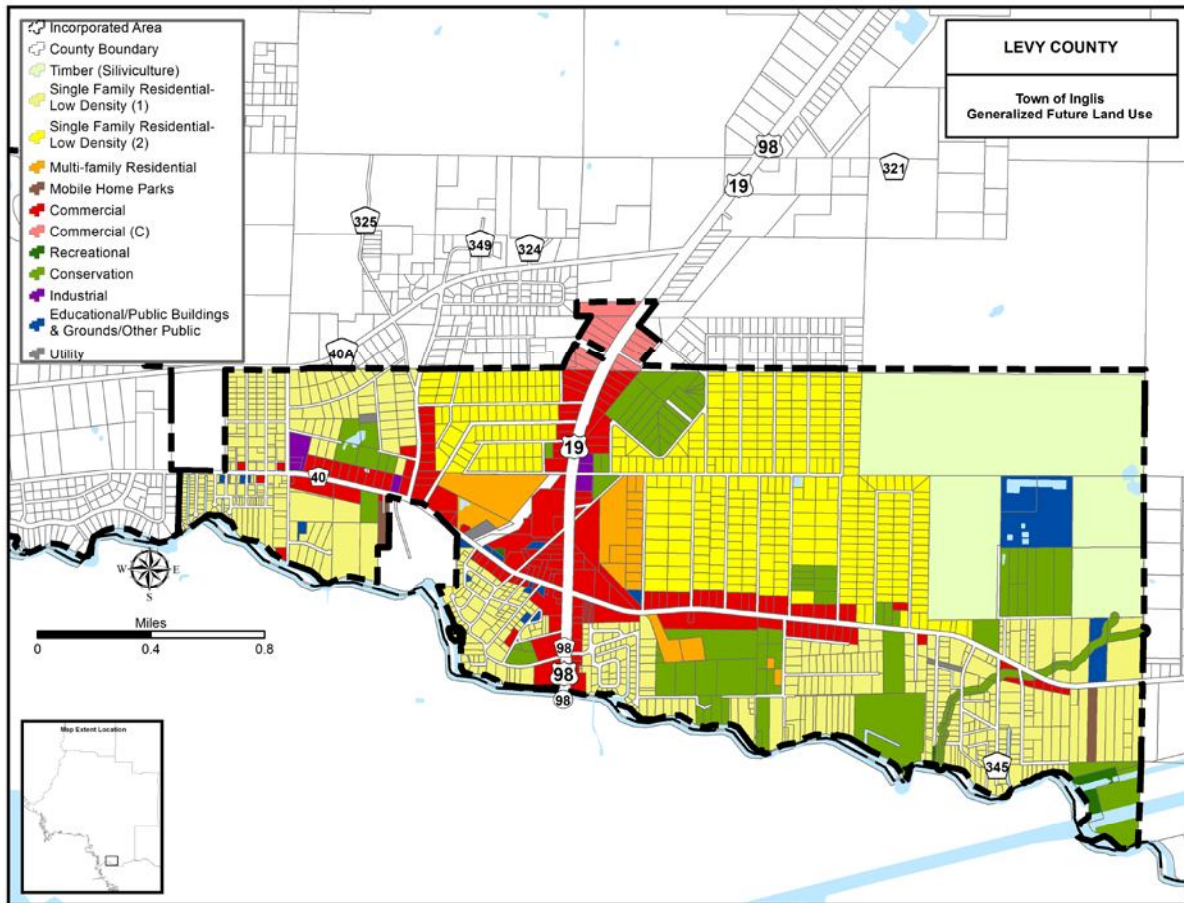 Incorporated Area
County Boundary
Timber (Siliviculture)
Single Family Residential-
Low Density (1)
Single Family Residential-
Low Density (2)
Multi-family Residential
Mobile Home Parks
Commercial
Commercial (C)
Recreational
Conservation
Industrial
Educational/Public Buildings
& Grounds/Other Public
Utility
LEVY COUNTY
Town of Inglis
Generalized Future Land Use
98
321
19
325
349
324
40A
19
40
W
E
S
Miles
0
0.4
0.8
98
98
98
345
Map Extent Location